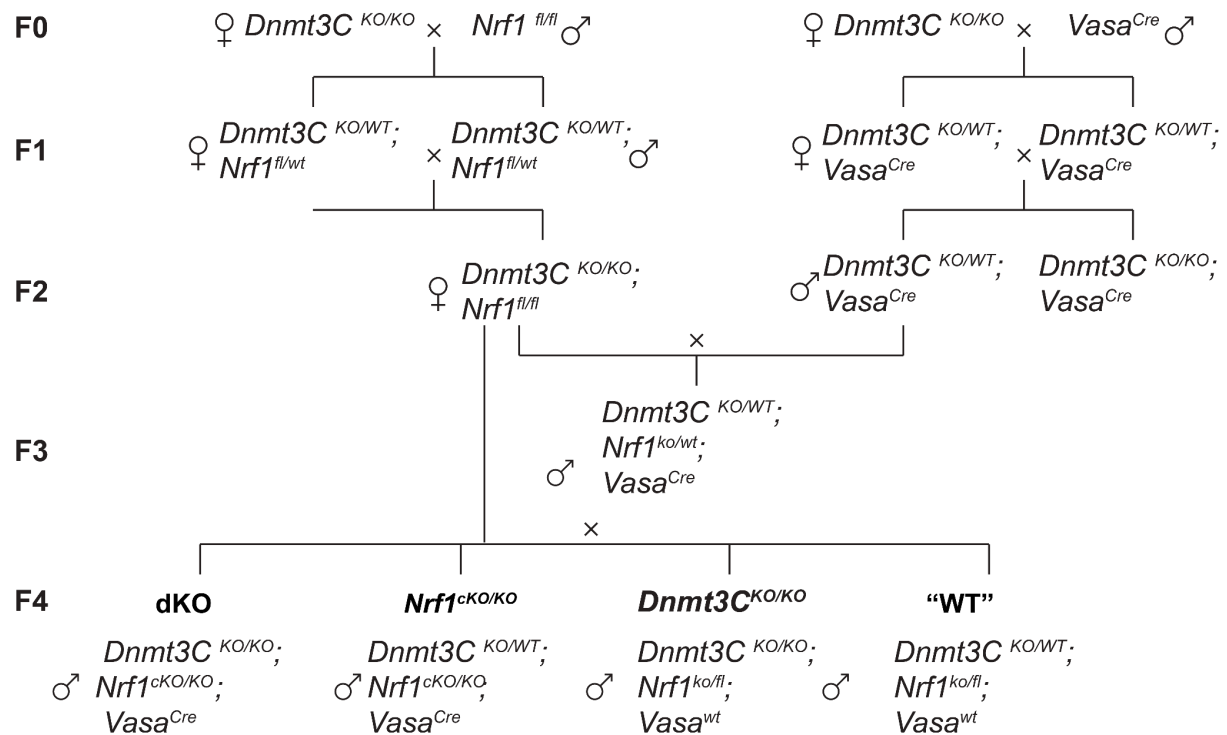 F0
♀ Dnmt3C KO/KO × Nrf1 fl/fl ♂
♀ Dnmt3C KO/KO × VasaCre ♂
F1
♀ Dnmt3C KO/WT;
Nrf1fl/wt
×
Dnmt3C KO/WT;
Nrf1fl/wt ♂
♀ Dnmt3C KO/WT;
VasaCre
×
Dnmt3C KO/WT;
VasaCre
F2
♀ Dnmt3C KO/KO;
Nrf1fl/fl
♂ Dnmt3C KO/WT;
VasaCre
Dnmt3C KO/KO;
VasaCre
×
F3
Dnmt3C KO/WT;
Nrf1ko/wt;
♂ VasaCre
×
F4
dKO
♂ Dnmt3C KO/KO;
Nrf1cKO/KO;
VasaCre
Nrf1cKO/KO
♂ Dnmt3C KO/WT;
Nrf1cKO/KO;
VasaCre
Dnmt3CKO/KO
♂ Dnmt3C KO/KO;
Nrf1ko/fl;
Vasawt
“WT”
♂ Dnmt3C KO/WT;
Nrf1ko/fl;
Vasawt